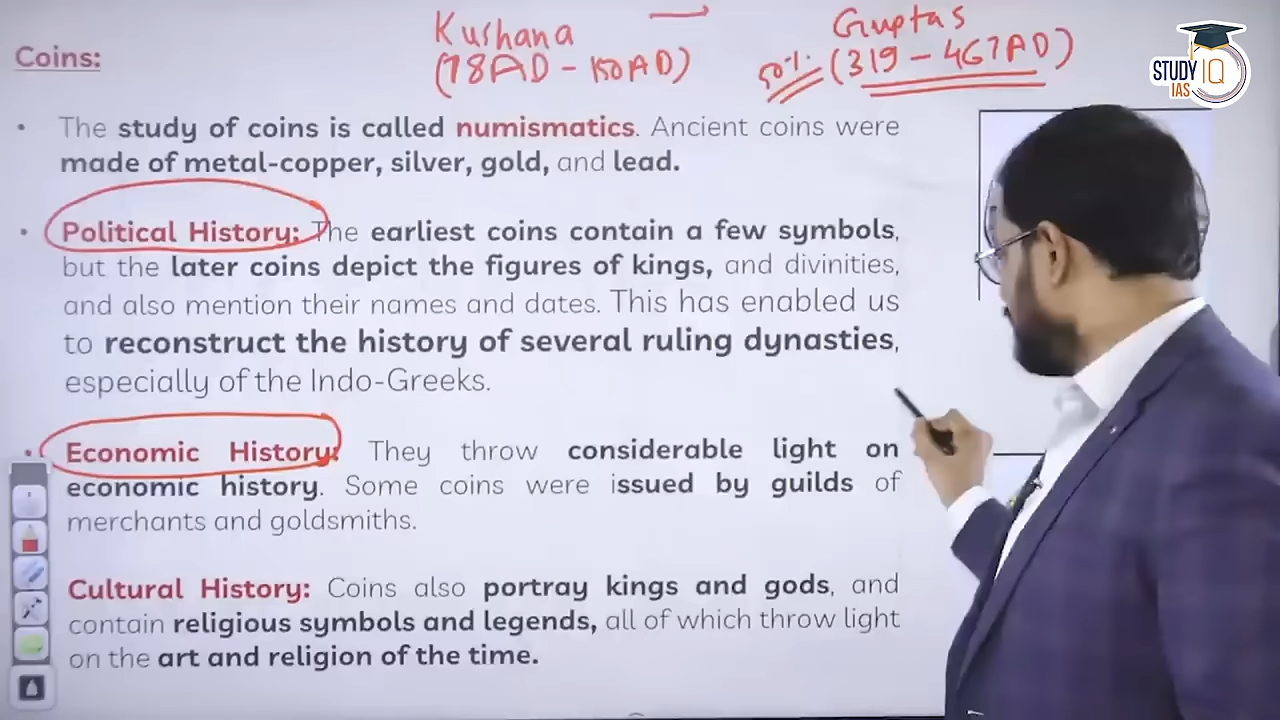 Kushana
Guptas
(78AD - 150AD)
50%. (319 - 467AD)
STUDY IQ
IAS
Coins:
• The study of coins is called numismatics. Ancient coins were
made of metal-copper, silver, gold, and lead.
• Political History: The earliest coins contain a few symbols,
but the later coins depict the figures of kings, and divinities,
and also mention their names and dates. This has enabled us
to reconstruct the history of several ruling dynasties,
especially of the Indo-Greeks.
• Economic History: They throw considerable light on
economic history. Some coins were issued by guilds of
merchants and goldsmiths.
Cultural History: Coins also portray kings and gods, and
contain religious symbols and legends, all of which throw light
on the art and religion of the time.